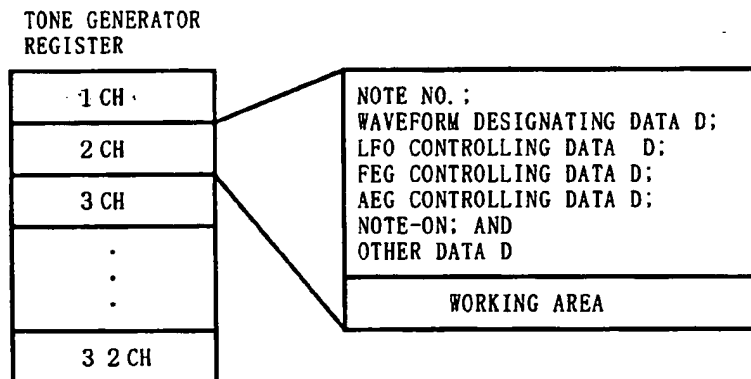 TONE GENERATOR
REGISTER
1 CH
2 CH
3 CH
3 2 CH
NOTE NO.;
WAVEFORM DESIGNATING DATA D;
LFO CONTROLLING DATA D;
FEG CONTROLLING DATA D;
AEG CONTROLLING DATA D;
NOTE-ON; AND
OTHER DATA D
WORKING AREA